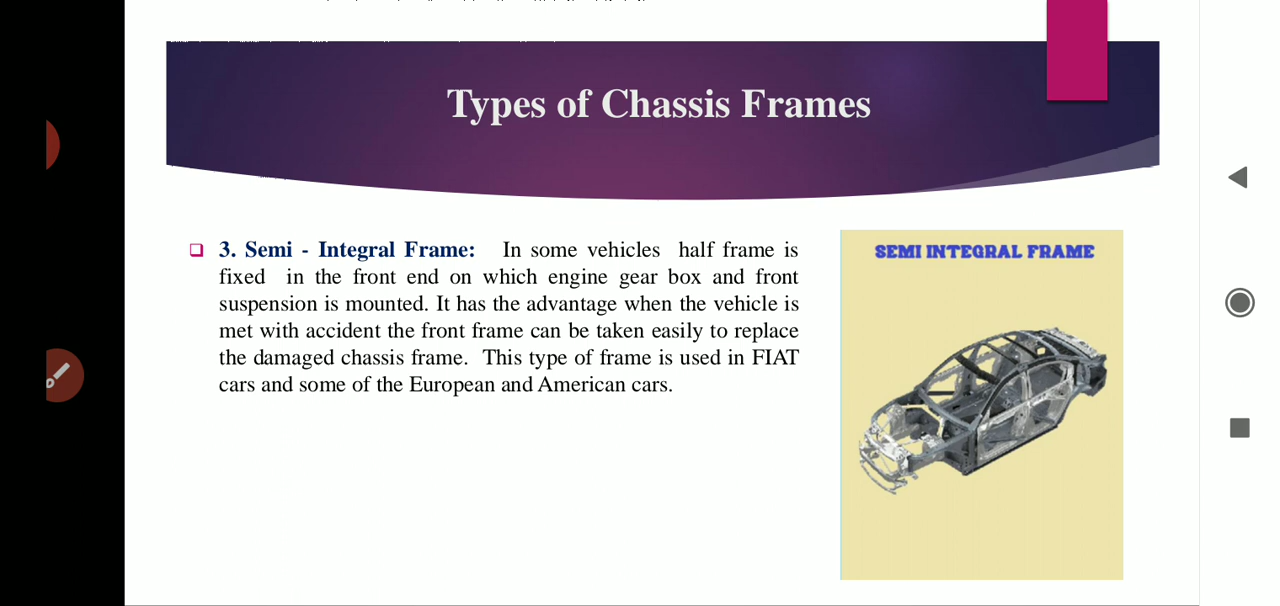 Types of Chassis Frames
❑ 3. Semi - Integral Frame: In some vehicles half frame is
fixed in the front end on which engine gear box and front
suspension is mounted. It has the advantage when the vehicle is
met with accident the front frame can be taken easily to replace
the damaged chassis frame. This type of frame is used in FIAT
cars and some of the European and American cars.
SEMI INTEGRAL FRAME